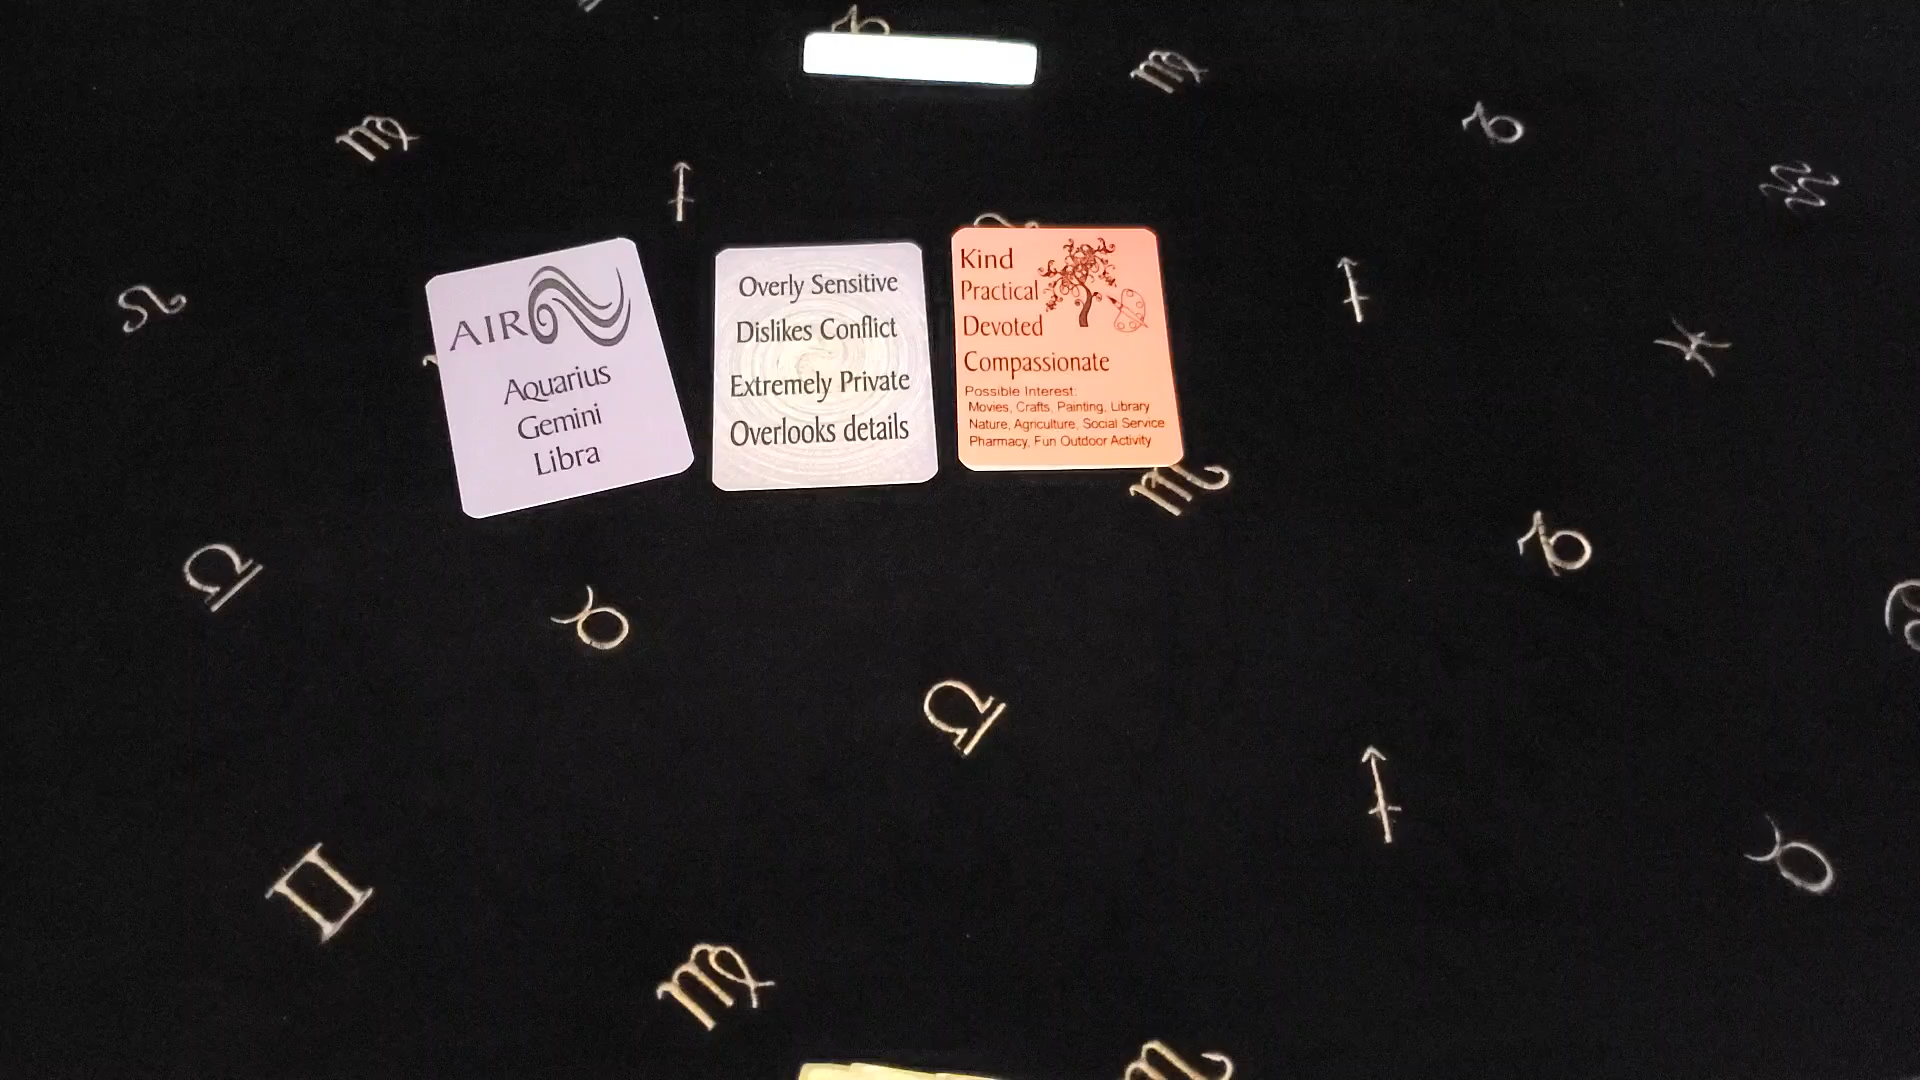 AIR
Aquarius
Gemini
Libra
Overly Sensitive
Dislikes Conflict
Extremely Private
Overlooks details
Kind
Practical
Devoted
Compassionate
Possible Interest:
Movies, Crafts, Painting, Library
Nature, Agriculture, Social Service
Pharmacy, Fun Outdoor Activity